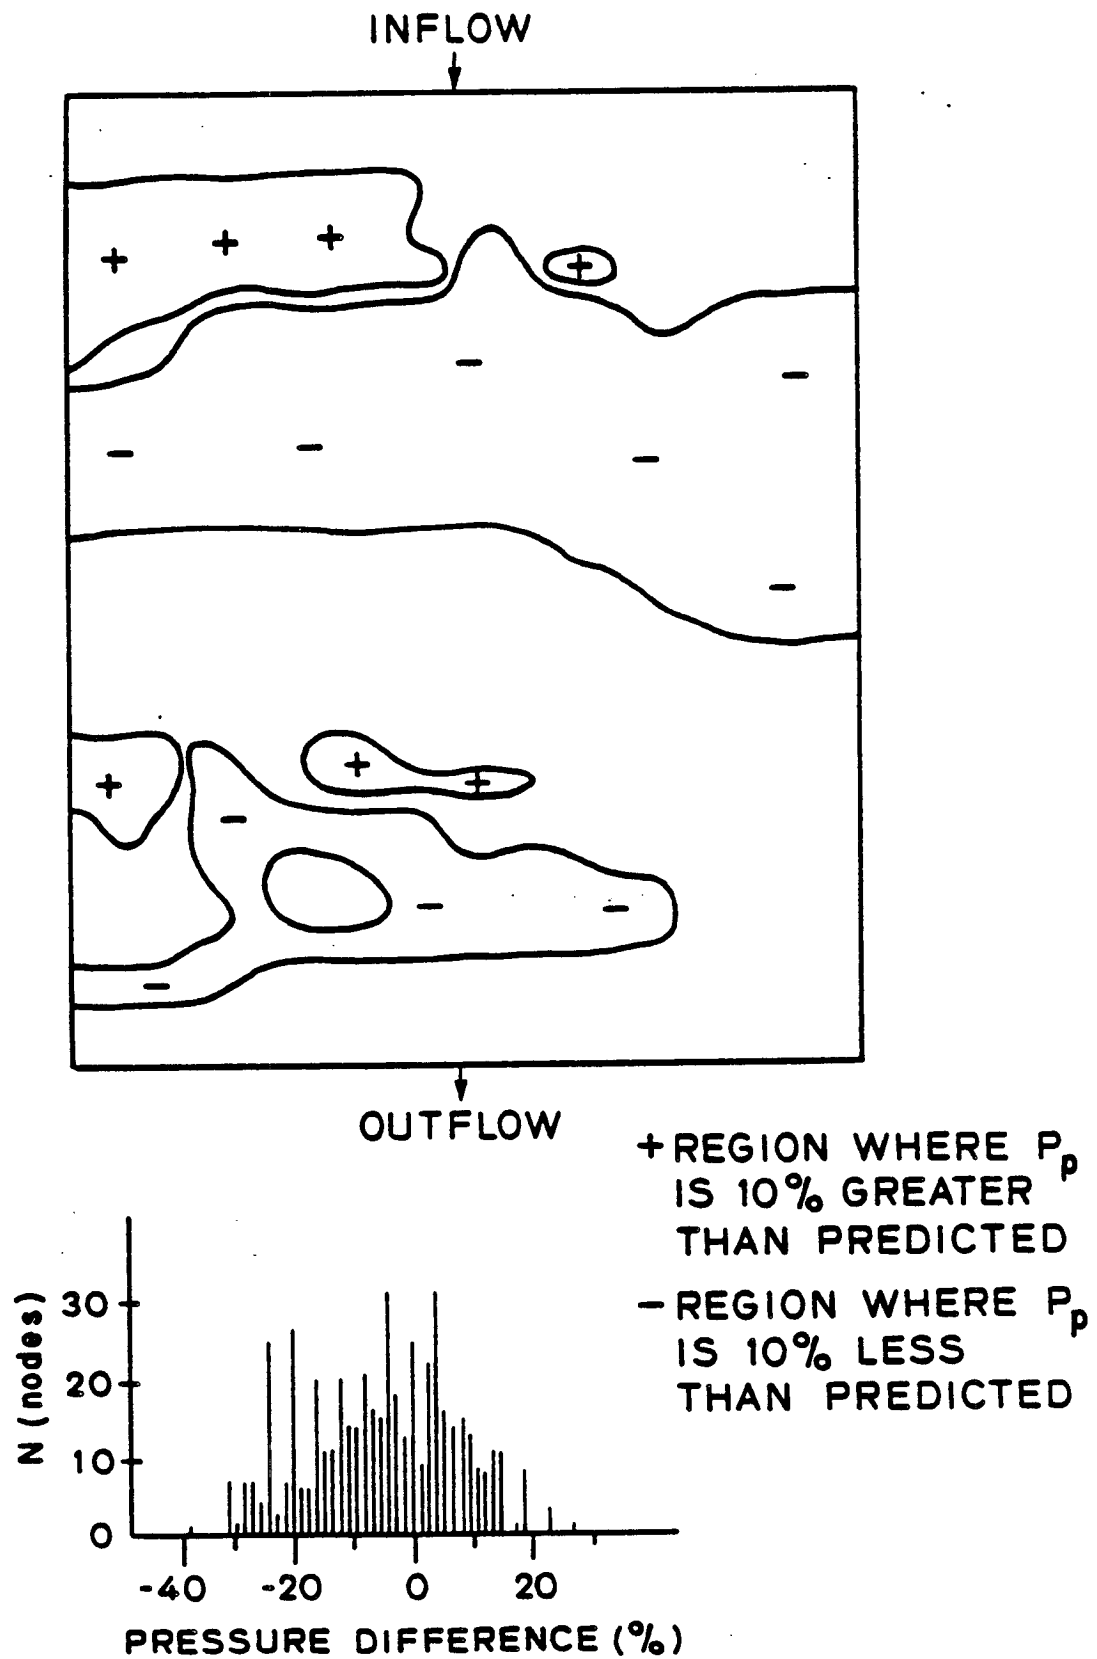 INFLOW
+ + +
+
− −
− − −
−
+ + +
−
− −
−
OUTFLOW
+ REGION WHERE Pp
IS 10% GREATER
THAN PREDICTED
− REGION WHERE Pp
IS 10% LESS
THAN PREDICTED
N (nodes)
30
20
10
0
-40 -20 0 20
PRESSURE DIFFERENCE (%)